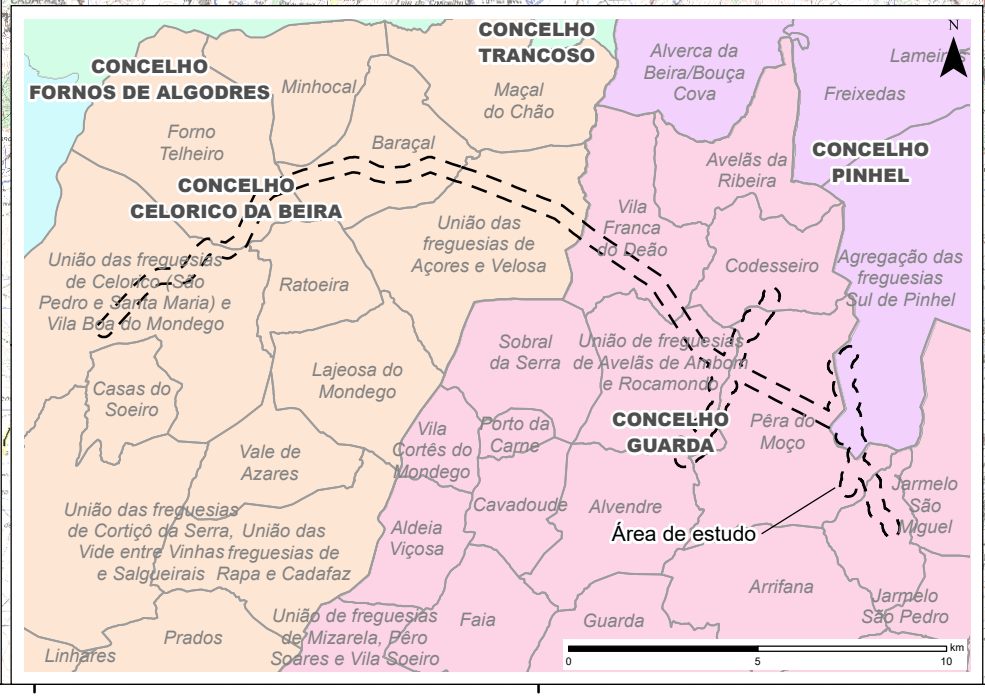 CONCELHO
TRANCOSO
N
CONCELHO
FORNOS DE ALGODRES
Minhocal
Maçal
do Chão
Alverca da
Beira/Bouça
Cova
Freixedas
Forno
Telheiro
Baraçal
Avelãs da
Ribeira
CONCELHO
PINHEL
CONCELHO
CELORICO DA BEIRA
União das
freguesias de
Açores e Velosa
Vila
Franca
do Deão
Codesseiro
Agregação das
freguesias
Sul de Pinhel
União das freguesias
de Celorico (São
Pedro e Santa Maria) e
Vila Boa do Mondego
Ratoeira
Sobral
da Serra
União de freguesias
de Avelãs de Ambom
e Rocamondo
Casas do
Soeiro
Lajeosa do
Mondego
CONCELHO
GUARDA
Pêra do
Moço
Vila
Cortês do
Mondego
Porto da
Carne
Vale de
Azares
Cavadoude
Alvendre
Jarmelo
São
Miguel
Área de estudo
União das freguesias
de Cortiçô da Serra,
Vide entre Vinhas
e Salgueirais
União das
freguesias de
Rapa e Cadafaz
Aldeia
Viçosa
Arrifana
Jarmelo
São Pedro
União de freguesias
de Mizarela, Pêro
Soares e Vila Soeiro
Faia
Guarda
Prados
Linhares
km
0 5 10